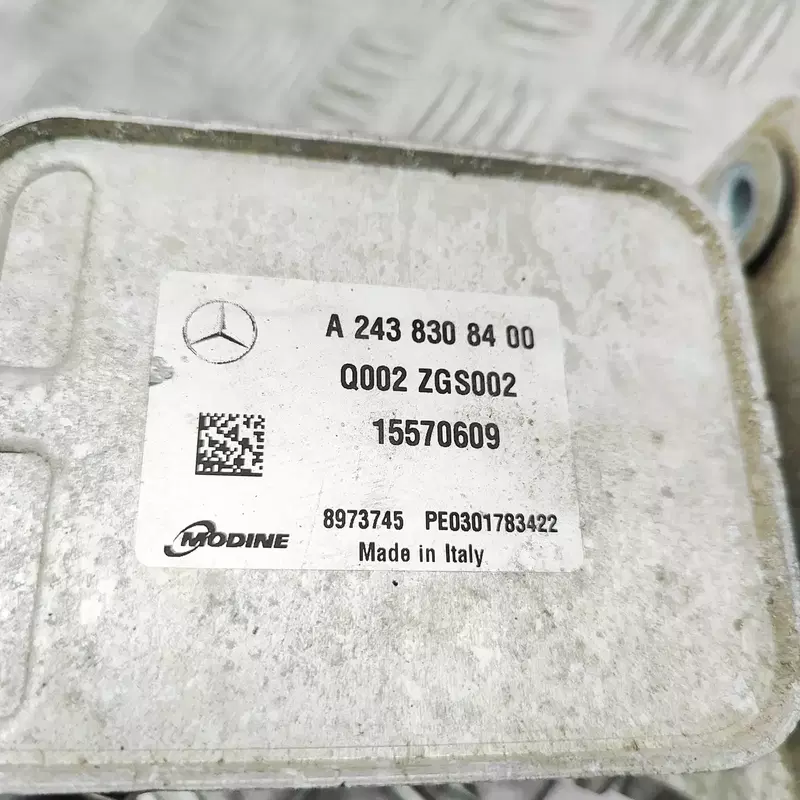 A 243 830 84 00
Q002 ZGS002
15570609
8973745 PE0301783422
MODINE
Made in Italy